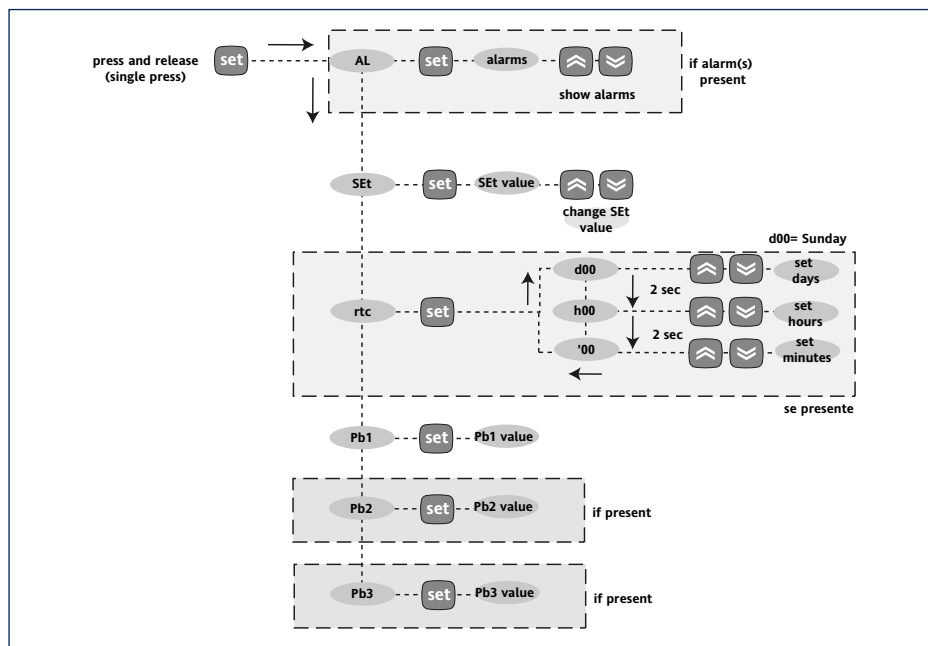 press and release
(single press)
set
AL
set
alarms
show alarms
if alarm(s)
present
SEt
set
SEt value
change SEt
value
d00= Sunday
rtc
set
d00
2 sec
set
days
h00
2 sec
set
hours
'00
set
minutes
se presente
Pb1
set
Pb1 value
Pb2
set
Pb2 value
if present
Pb3
set
Pb3 value
if present